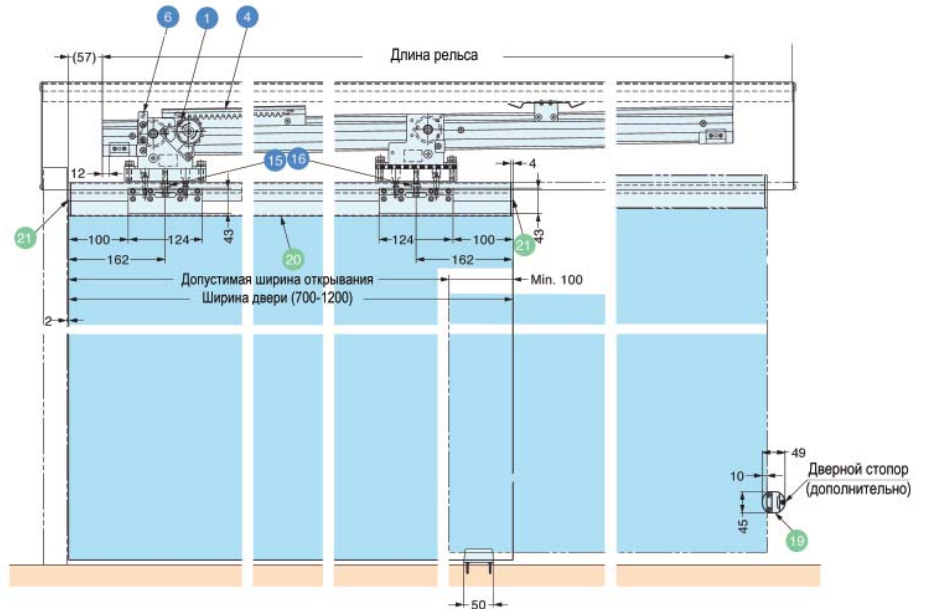 6 1 4
(57) Длина рельса
12 15 16 4
21 100 124 43 20 124 100 21 43
162 162
Допустимая ширина открывания Min. 100
Ширина двери (700-1200)
2
49
10 Дверной стопор
(дополнительно)
45
19
50